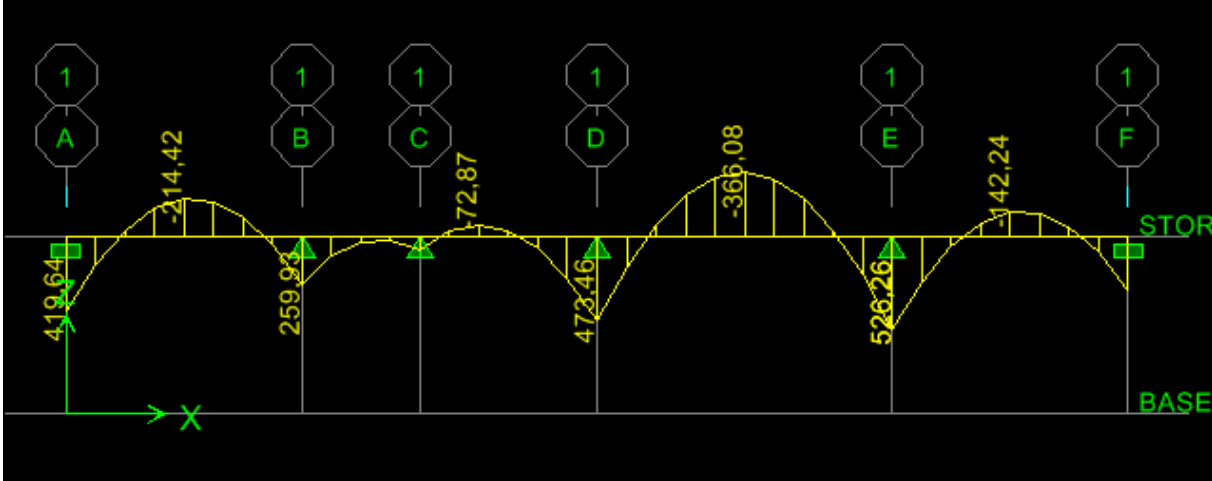 1 1 1 1 1 1
A B C D E F
-214,42 -72,87 -366,08 -142,24
STOR
419,64 259,93 473,46 526,26
Z
X
BASE